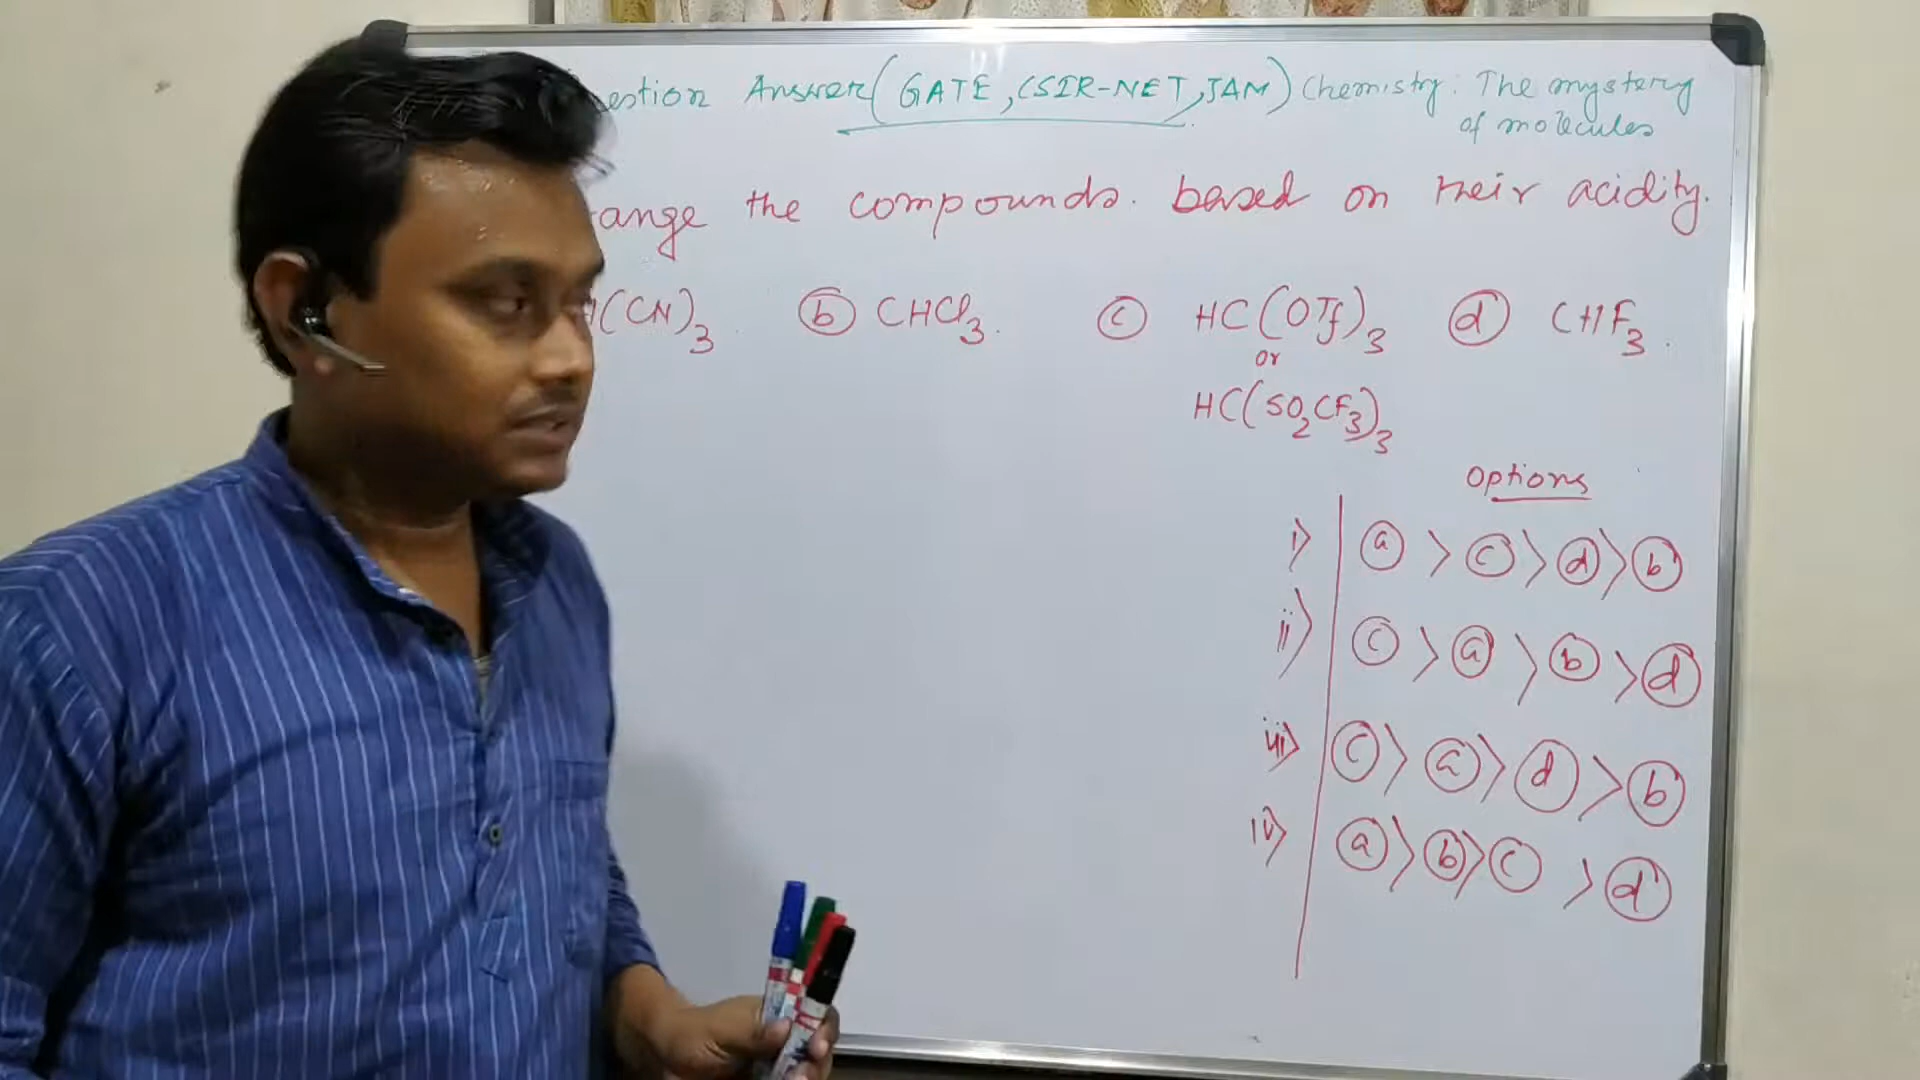 estion Answer (GATE, CSIR-NET, JAM) Chemistry: The mystery
of molecules
ange the compounds. based on their acidity.
(CN)3 ⓑ CHCl3. ⓒ HC(OTf)3 ⓓ CHF3.
or
HC(SO2CF3)3
Options
i) ⓐ > ⓒ > ⓓ > ⓑ
ii) ⓒ > ⓐ > ⓑ > ⓓ
iii) ⓒ > ⓐ > ⓓ > ⓑ
iv) ⓐ > ⓑ > ⓒ > ⓓ